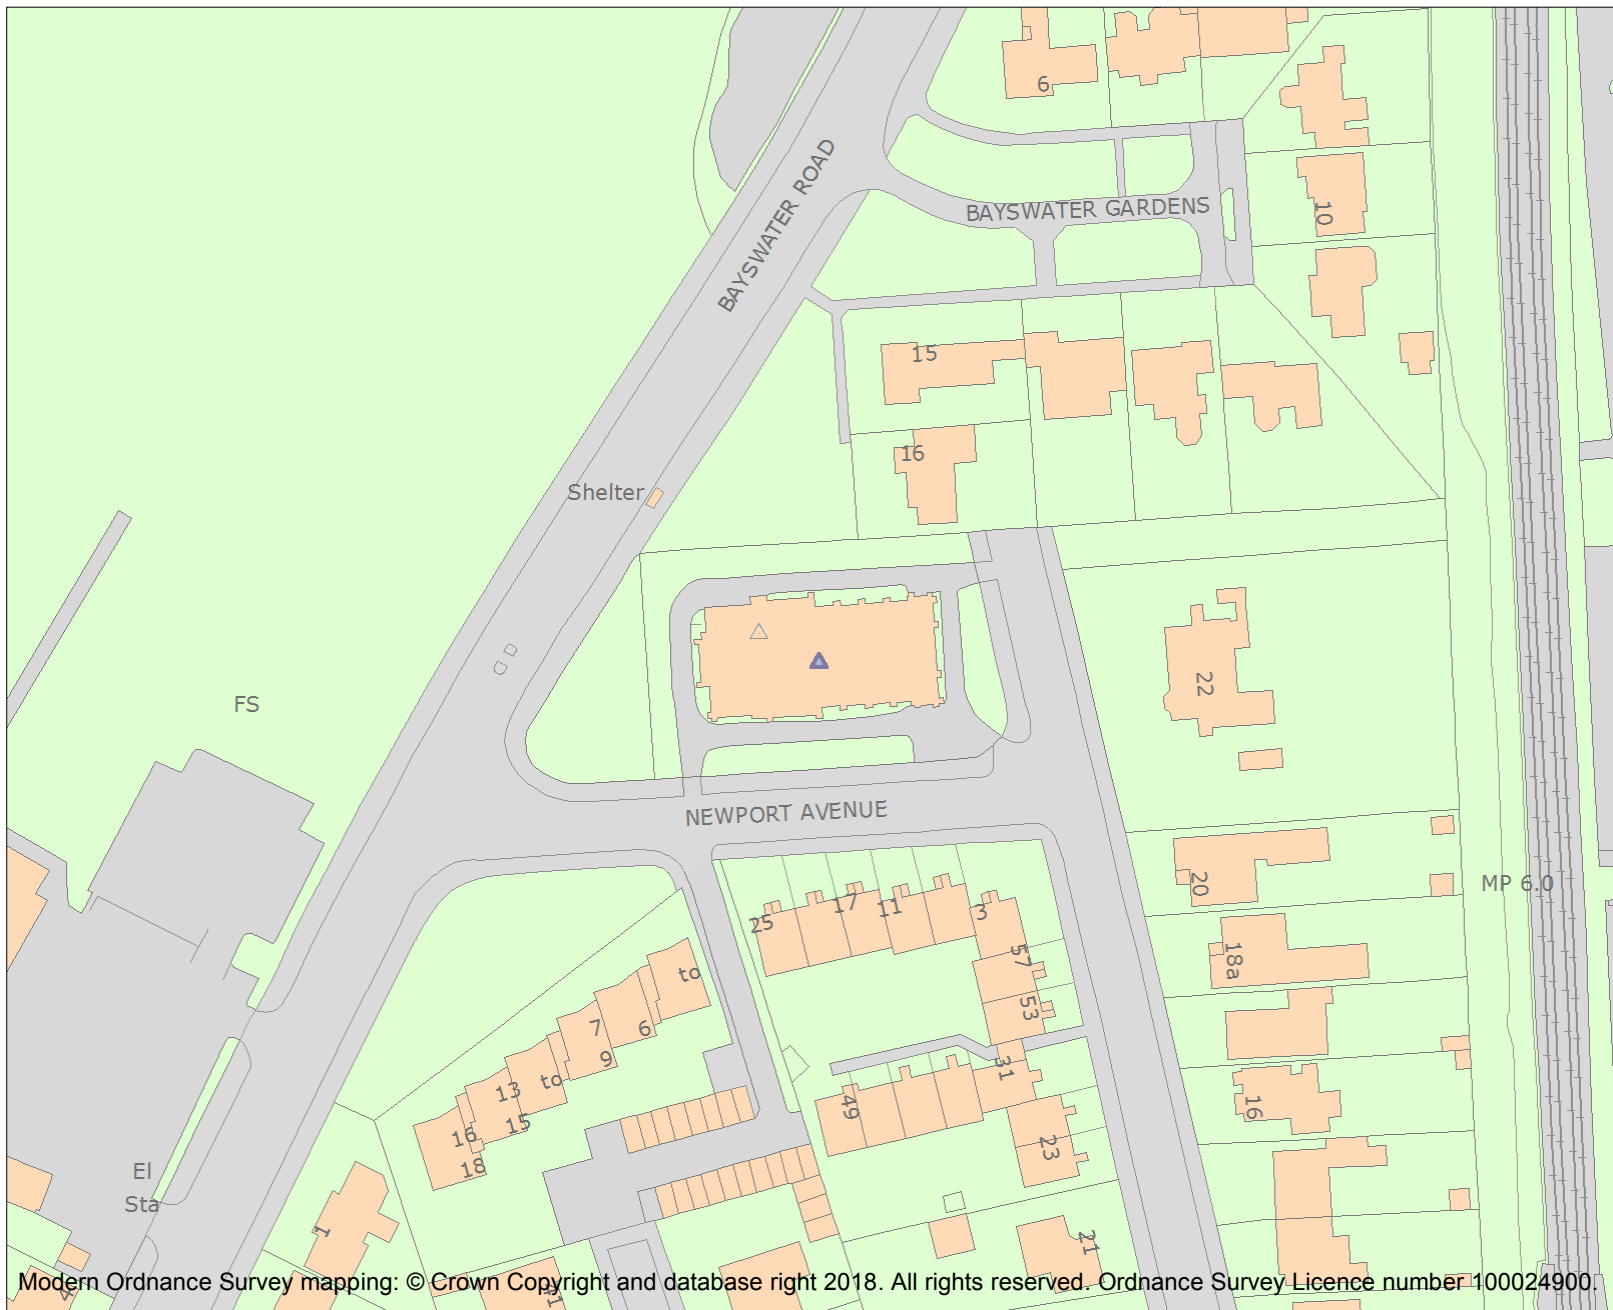 6
BAYSWATER ROAD
BAYSWATER GARDENS
10
15
16
Shelter
22
FS
NEWPORT AVENUE
20
MP 6.0
25
17
11
3
57
18a
to
53
7
6
9
31
13
to
16
49
15
16
23
18
El
Sta
1
21
41
Modern Ordnance Survey mapping: © Crown Copyright and database right 2018. All rights reserved. Ordnance Survey Licence number 100024900.